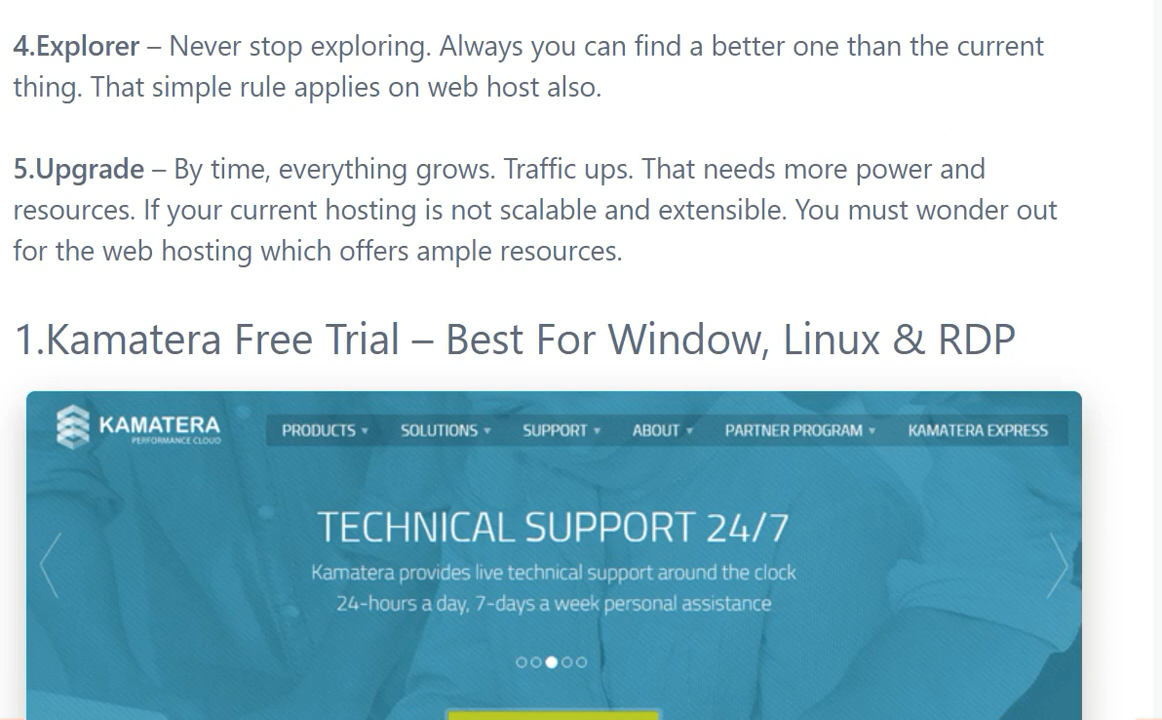 4.Explorer – Never stop exploring. Always you can find a better one than the current
thing. That simple rule applies on web host also.
5.Upgrade – By time, everything grows. Traffic ups. That needs more power and
resources. If your current hosting is not scalable and extensible. You must wonder out
for the web hosting which offers ample resources.
1.Kamatera Free Trial – Best For Window, Linux & RDP
KAMATERA
PERFORMANCE CLOUD
PRODUCTS SOLUTIONS SUPPORT ABOUT PARTNER PROGRAM KAMATERA EXPRESS
TECHNICAL SUPPORT 24/7
Kamatera provides live technical support around the clock
24-hours a day, 7-days a week personal assistance